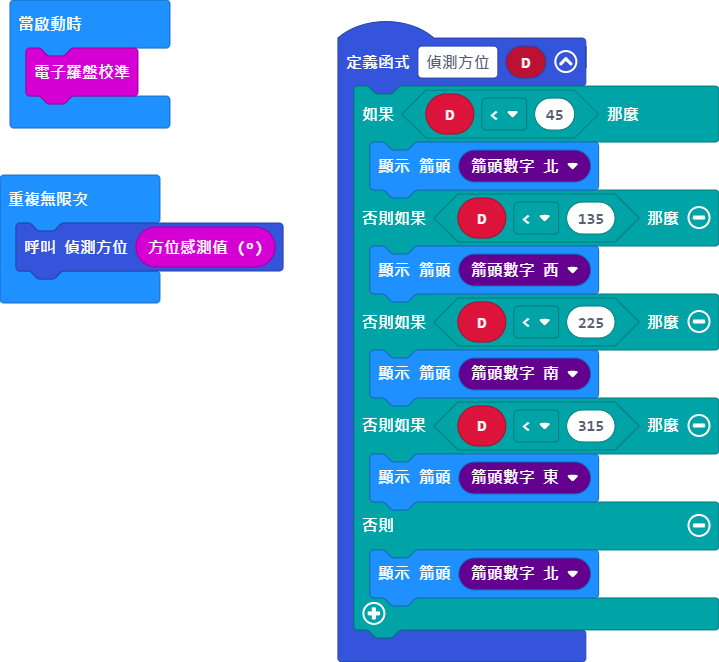 當啟動時
電子羅盤校準
重複無限次
呼叫 偵測方位 方位感測值 (°)
定義函式 偵測方位 D
如果 D < 45 那麼
顯示 箭頭 箭頭數字 北
否則如果 D < 135 那麼
顯示 箭頭 箭頭數字 西
否則如果 D < 225 那麼
顯示 箭頭 箭頭數字 南
否則如果 D < 315 那麼
顯示 箭頭 箭頭數字 東
否則
顯示 箭頭 箭頭數字 北